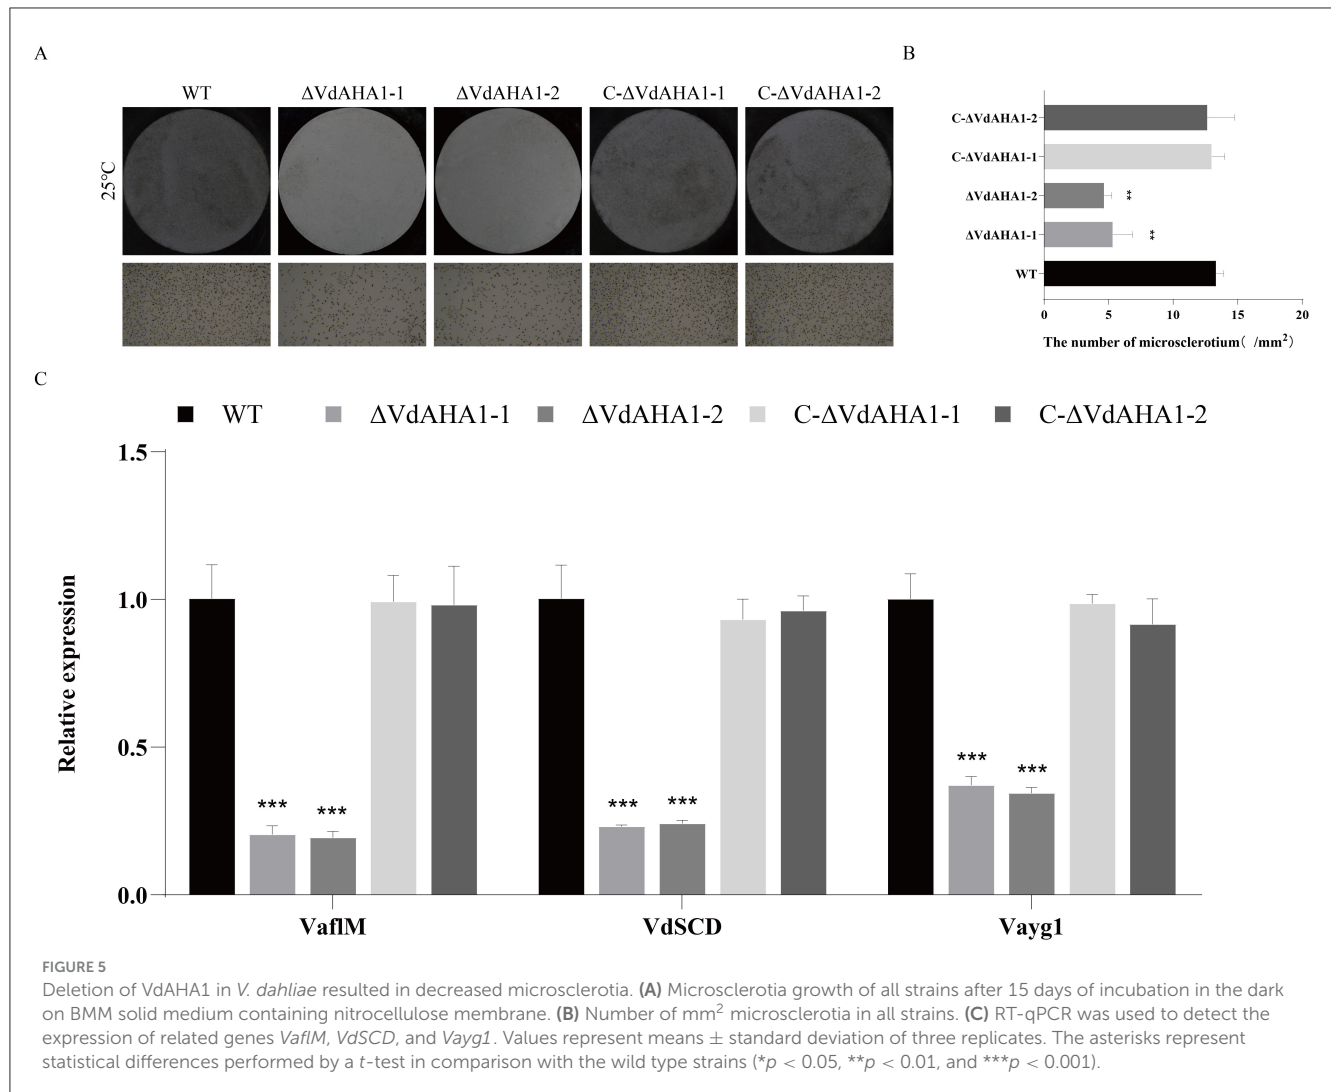 A
WT
ΔVdAHA1-1
ΔVdAHA1-2
C-ΔVdAHA1-1
C-ΔVdAHA1-2
25°C
B
C-ΔVdAHA1-2
C-ΔVdAHA1-1
ΔVdAHA1-2
**
ΔVdAHA1-1
**
WT
0 5 10 15 20
The number of microsclerotium( /mm²)
C
WT ΔVdAHA1-1 ΔVdAHA1-2 C-ΔVdAHA1-1 C-ΔVdAHA1-2
1.5
1.0
0.5
0.0
Relative expression
*** ***
*** ***
*** ***
VaflM VdSCD Vayg1
FIGURE 5
Deletion of VdAHA1 in V. dahliae resulted in decreased microsclerotia. (A) Microsclerotia growth of all strains after 15 days of incubation in the dark
on BMM solid medium containing nitrocellulose membrane. (B) Number of mm² microsclerotia in all strains. (C) RT-qPCR was used to detect the
expression of related genes VaflM, VdSCD, and Vayg1. Values represent means ± standard deviation of three replicates. The asterisks represent
statistical differences performed by a t-test in comparison with the wild type strains (*p < 0.05, **p < 0.01, and ***p < 0.001).